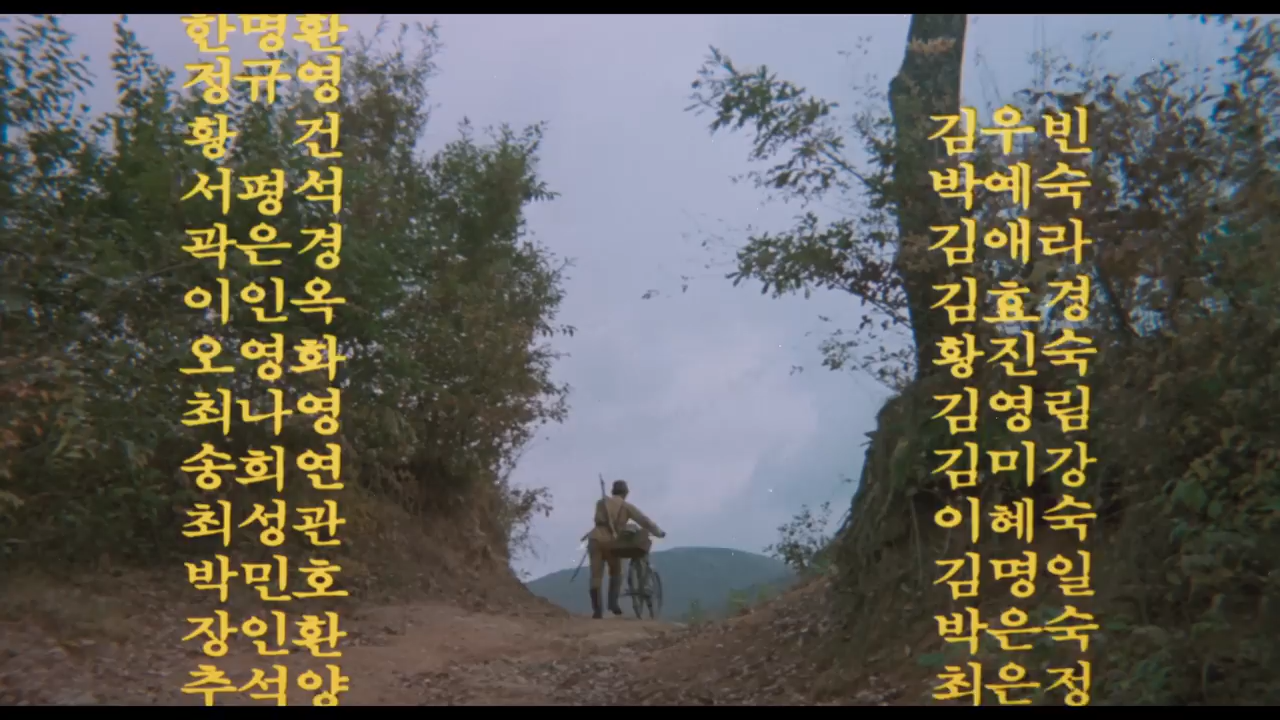 한명환
정규영
황 건
서평석
곽은경
이인옥
오영화
최나영
송희연
최성관
박민호
장인환
추석양
김우빈
박예숙
김애라
김효경
황진숙
김영림
김미강
이혜숙
김명일
박은숙
최은정